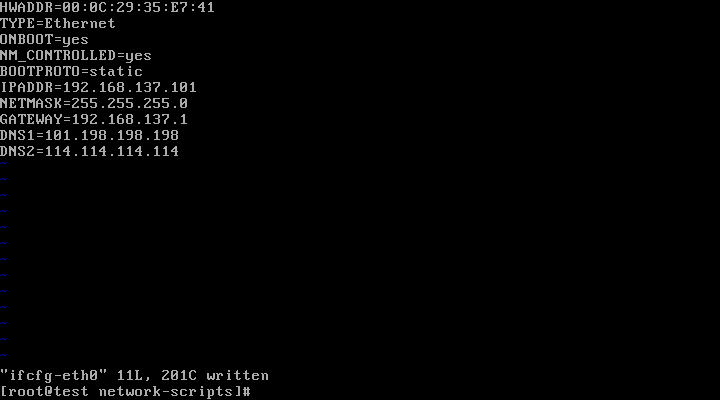 HWADDR=00:0C:29:35:E7:41
TYPE=Ethernet
ONBOOT=yes
NM_CONTROLLED=yes
BOOTPROTO=static
IPADDR=192.168.137.101
NETMASK=255.255.255.0
GATEWAY=192.168.137.1
DNS1=101.198.198.198
DNS2=114.114.114.114
~
~
~
~
~
~
~
~
~
~
~
~
~
"ifcfg-eth0" 11L, 201C written
[root@test network-scripts]#